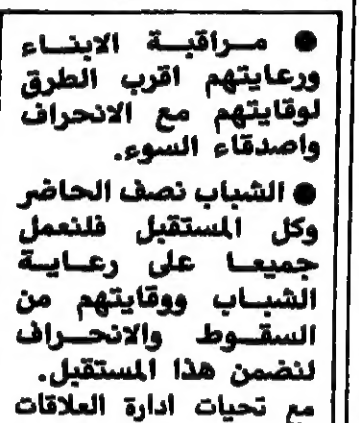 ● مـراقبـة الابنـاء
ورعايتهم اقرب الطرق
لوقايتهم مع الانحراف
واصدقاء السوء.
● الشباب نصف الحاضر
وكل المستقبل فلنعمل
جميعا على رعـايـة
الشبـاب ووقايتهم من
السقـوط والانحـراف
لنضمن هذا المستقبل.
مع تحيات ادارة العلاقات